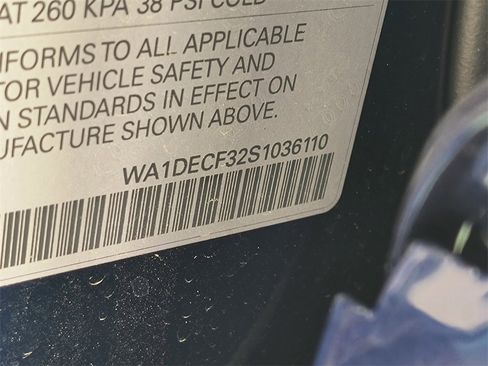 AT 260 KPA 38 PSI COLD
IFORMS TO ALL APPLICABLE
TOR VEHICLE SAFETY AND
N STANDARDS IN EFFECT ON
UFACTURE SHOWN ABOVE.
WA1DECF32S1036110